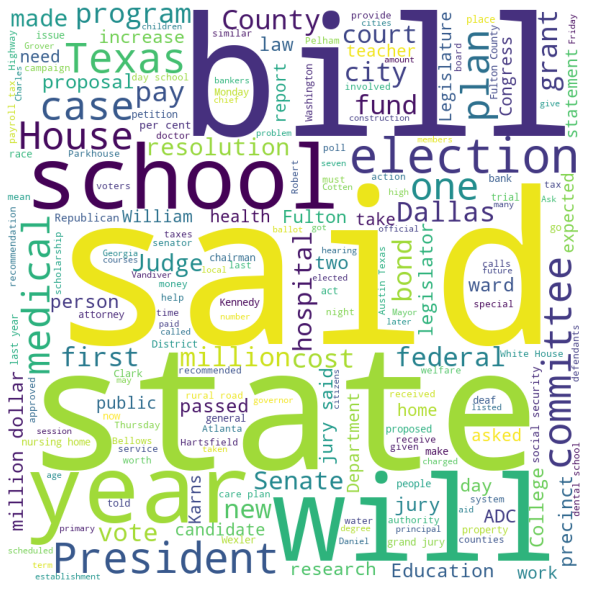 made
program
County
bill
plan
grant
children
issue
Grover
similar
provide
cities
place
Pelham
Highway
campaign
need
increase
law
court
teacher
Legislature
board
Fulton County
Congress
Friday
give
statement
Texas
day school
bankers
Monday
chief
city
amount
involved
Washington
report
proposal
Charles
payroll tax
case
pay
petition
per cent
doctor
fund
construction
members
House
resolution
problem
election
race
Parkhouse
poll
seven
must
Cotten
action
high
bank
trial
tax
many
Ask
go
expected
mean
recommendation
school
voters
Robert
one
Republican
William
health
Fulton
take
Dallas
medical
scholarship
Georgia
courses
taxes
senator
chairman
ballot
got
hearing
official
calls
future
Judge
two
hospital
Austin Texas
bond
legislator
ward
committee
said
person
attorney
Vandiver
money
help
time
paid
called
local
last
Kennedy
number
District
elected
act
night
Mayor
later
special
White House
defendants
last year
first
million
cost
federal
Clark
may
recommended
rural road
governor
citizens
welfare
received
state
public
passed
general
jury said
home
deaf
listed
social security
dental school
million dollar
approved
session
nursing home
now
Thursday
Bellows
service
Atlanta
Hartsfield
taken
Department
proposed
receive
given
make
charged
asked
year
will
age
worth
told
care plan
Karns
Senate
new
jury
people
day
system
authority
aid
College
ADC
precinct
vote
candidate
primary
scheduled
term
establishment
President
Wexler
water
degree
grand jury
Daniel
principal
property
counties
research
Education
work